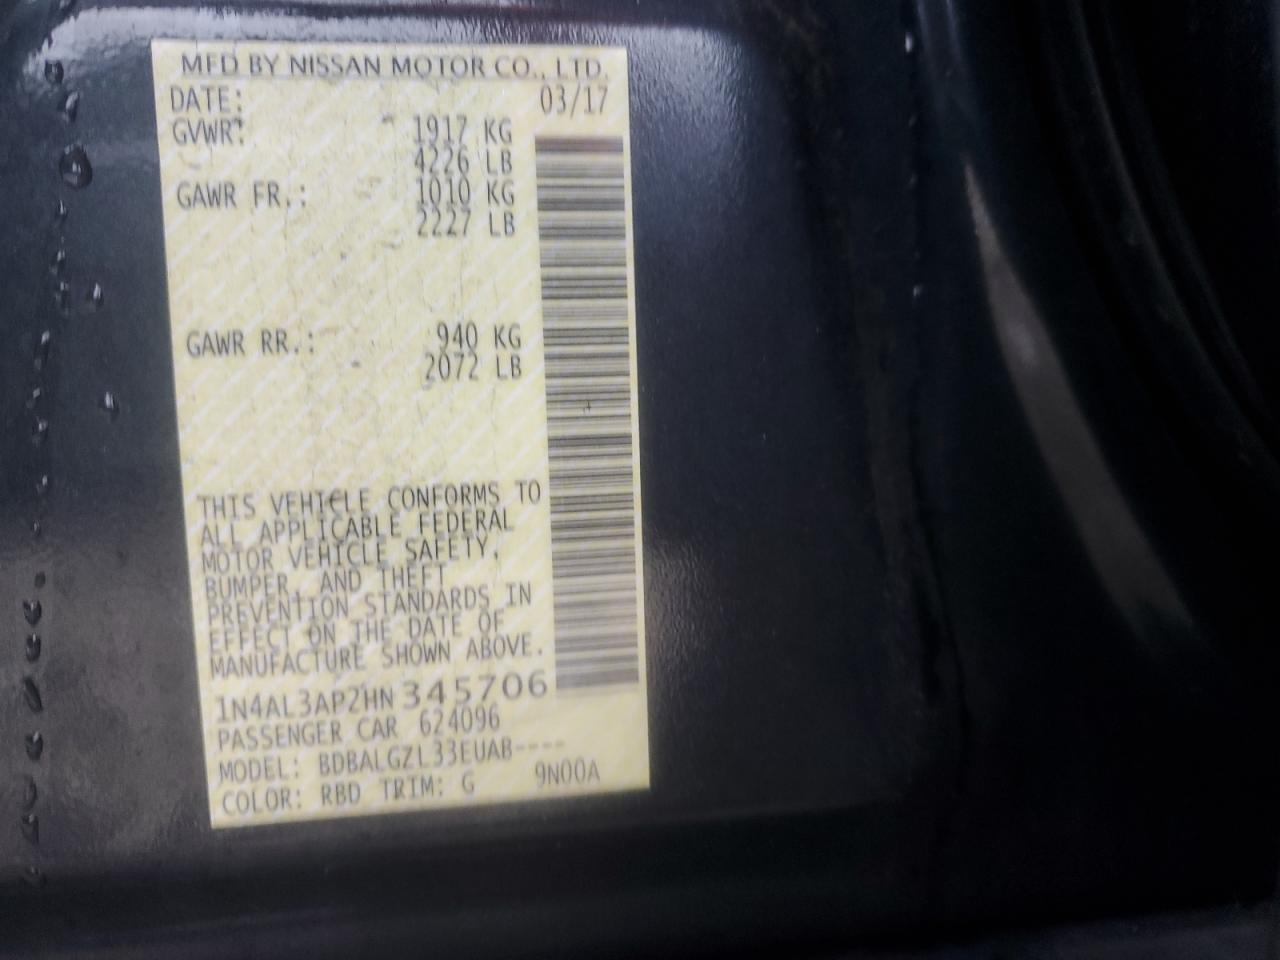 MFD BY NISSAN MOTOR CO., LTD.
DATE: 03/17
GVWR: 1917 KG
4226 LB
GAWR FR.: 1010 KG
2227 LB
GAWR RR.: 940 KG
2072 LB
THIS VEHICLE CONFORMS TO
ALL APPLICABLE FEDERAL
MOTOR VEHICLE SAFETY,
BUMPER, AND THEFT
PREVENTION STANDARDS IN
EFFECT ON THE DATE OF
MANUFACTURE SHOWN ABOVE.
1N4AL3AP2HN345706
PASSENGER CAR 624096
MODEL: BDBALGZL33EUAB----
COLOR: RBD TRIM: G 9N00A